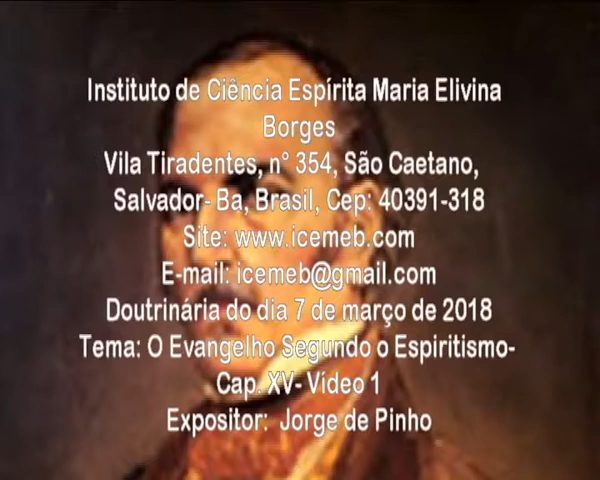 Instituto de Ciência Espírita Maria Elivina
Borges
Vila Tiradentes, n° 354, São Caetano,
Salvador- Ba, Brasil, Cep: 40391-318
Site: www.icemeb.com
E-mail: icemeb@gmail.com
Doutrinária do dia 7 de março de 2018
Tema: O Evangelho Segundo o Espiritismo-
Cap. XV- Vídeo 1
Expositor: Jorge de Pinho